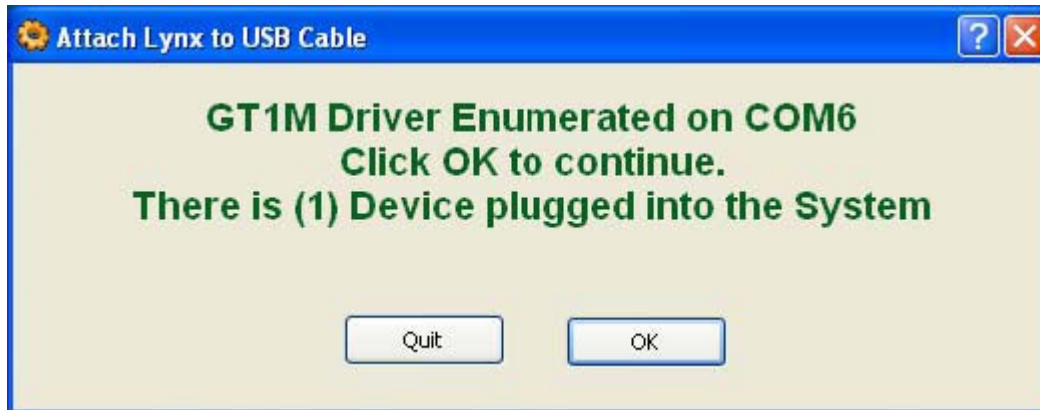 Attach Lynx to USB Cable
GT1M Driver Enumerated on COM6
Click OK to continue.
There is (1) Device plugged into the System
Quit
OK